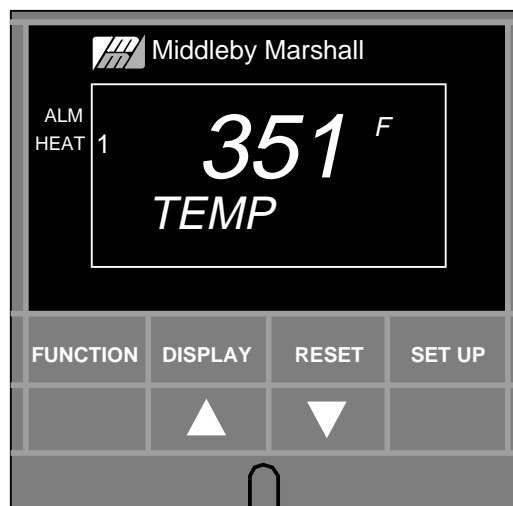 Middleby Marshall
ALM
HEAT 1
351 F
TEMP
FUNCTION DISPLAY RESET SET UP